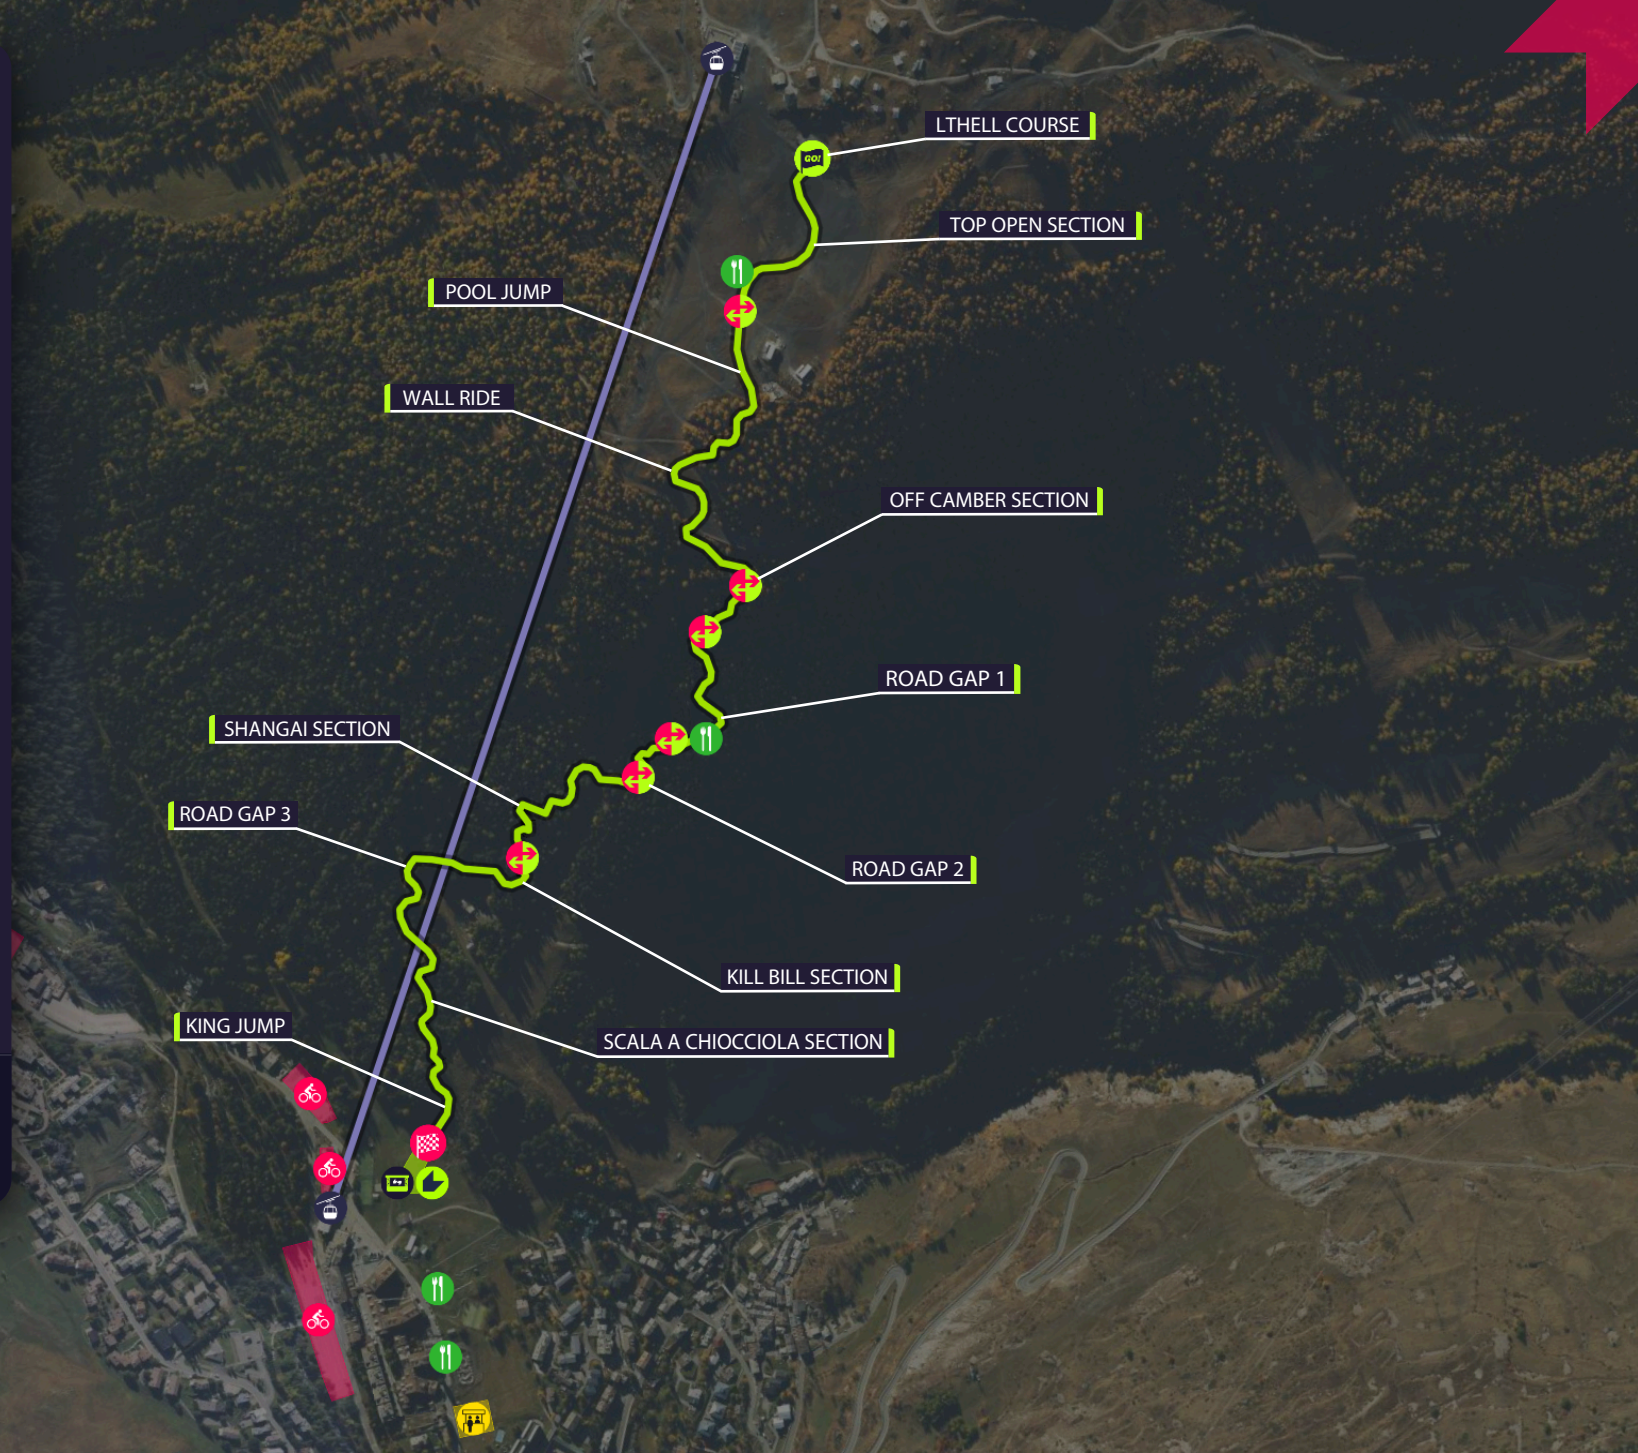 LTHELL COURSE
GO!
TOP OPEN SECTION
POOL JUMP
WALL RIDE
OFF CAMBER SECTION
ROAD GAP 1
SHANGAI SECTION
ROAD GAP 3
ROAD GAP 2
KILL BILL SECTION
KING JUMP
SCALA A CHIOCCIOLA SECTION